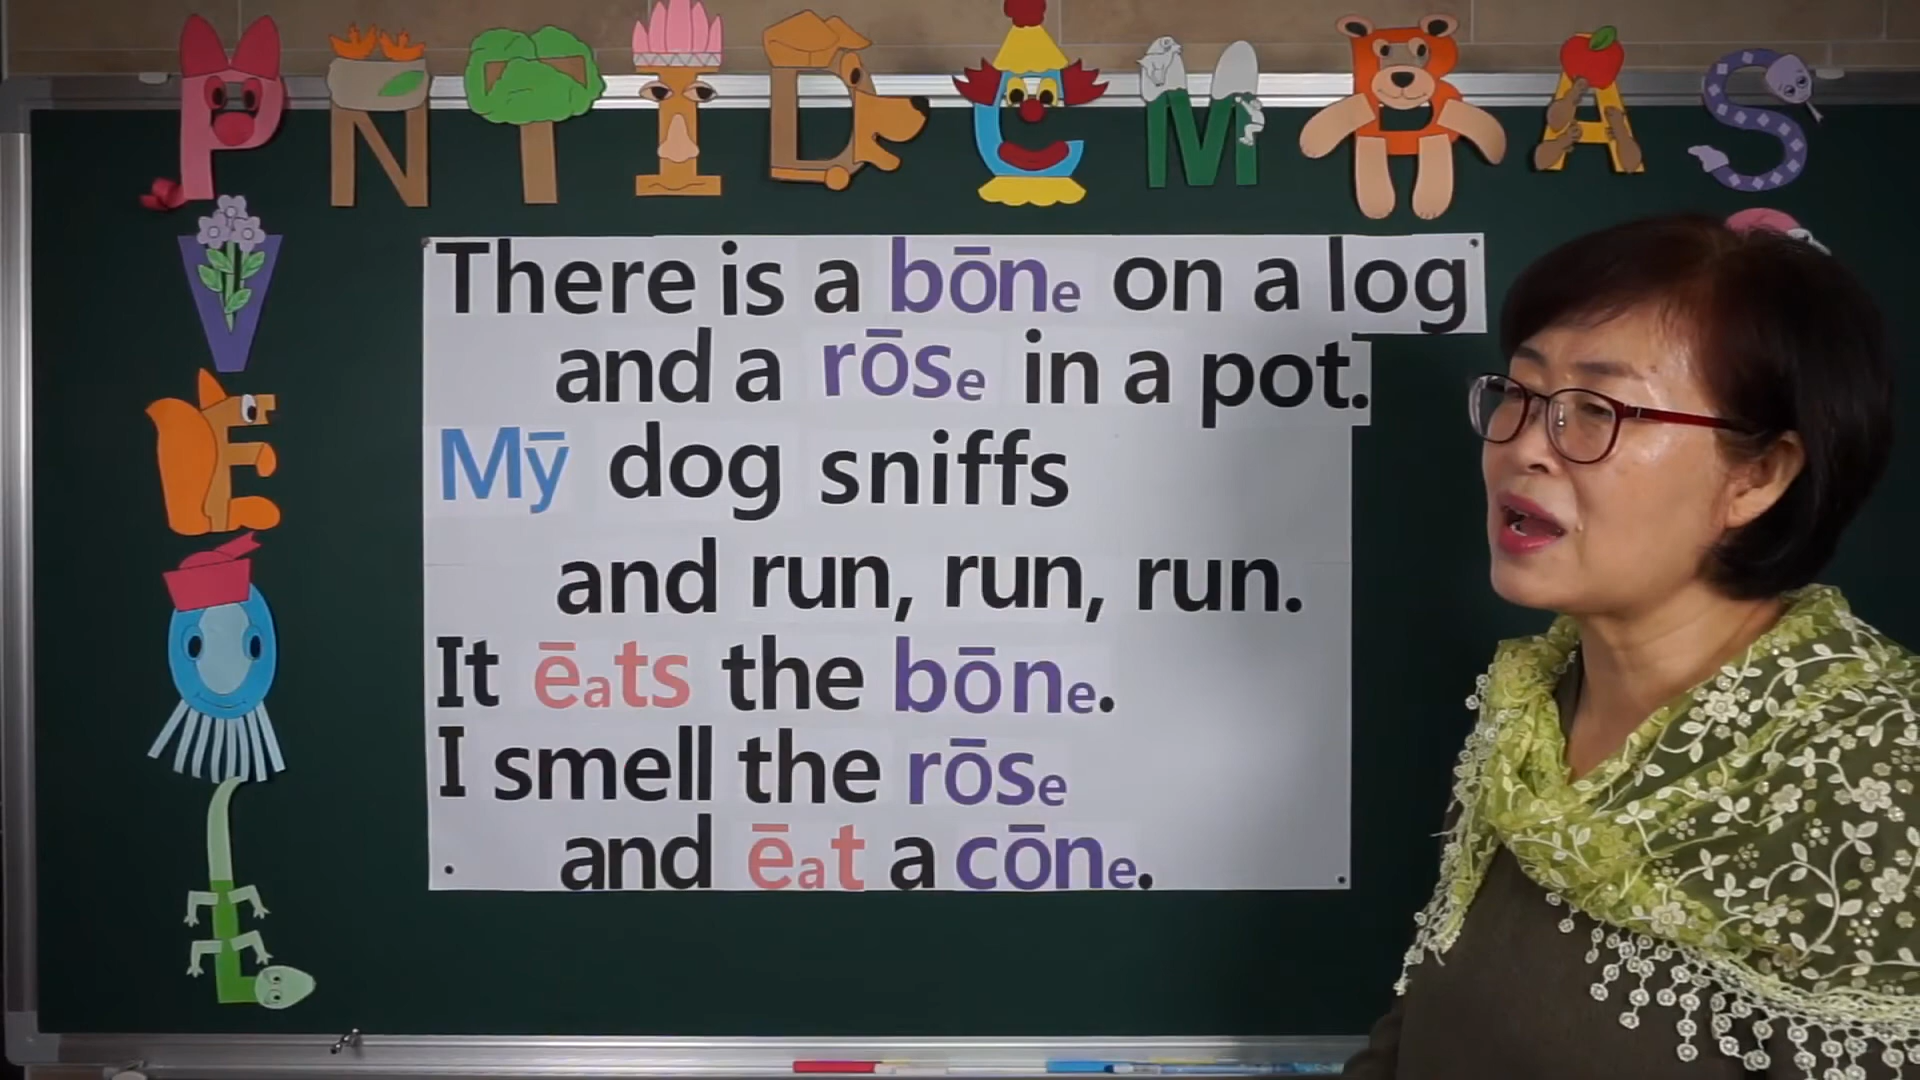 PNTIDCMBAS
There is a bōne on a log
and a rōse in a pot.
Mȳ dog sniffs
and run, run, run.
It ēats the bōne.
I smell the rōse
and ēat a cōne.
V
E
O
L